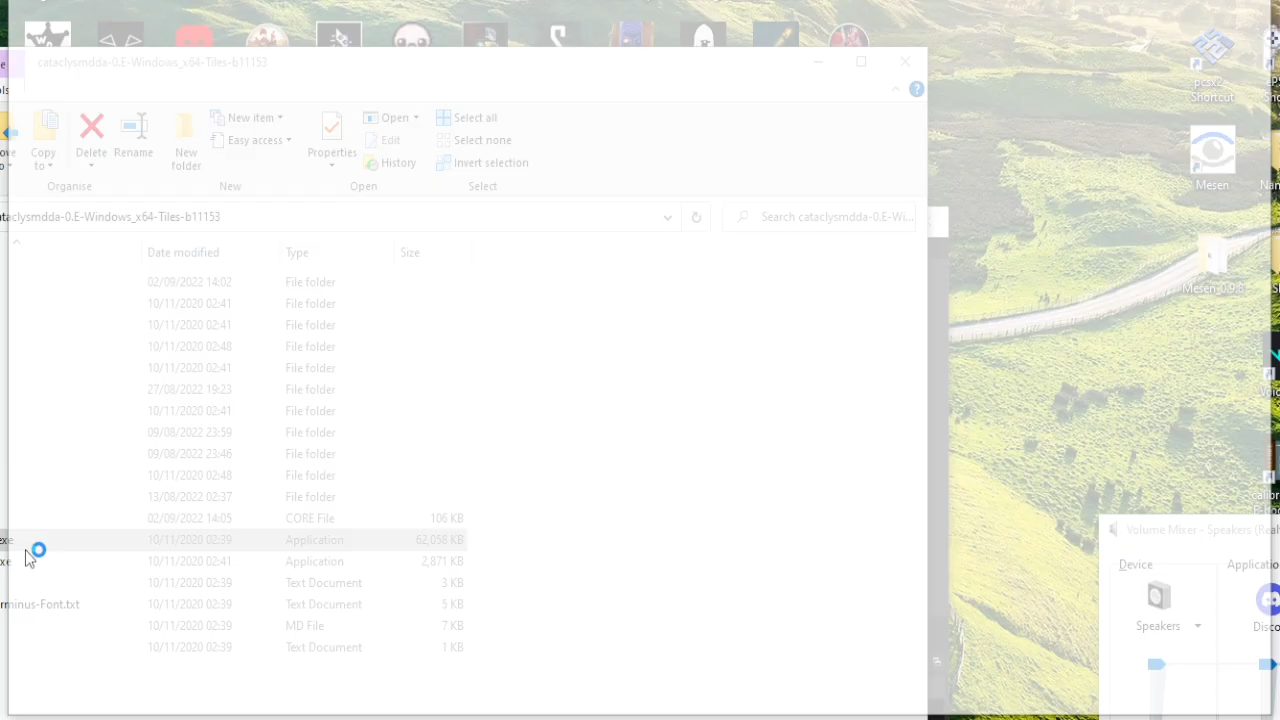 cataclysmdda-0.E-Windows_x64-Tiles-b11153
Copy to
Delete
Rename
New folder
New item
Easy access
Properties
Open
Edit
History
Select all
Select none
Invert selection
Organise
New
Open
Select
ataclysmdda-0.E-Windows_x64-Tiles-b11153
Search cataclysmdda-0.E-Wi...
Date modified Type Size
02/09/2022 14:02 File folder
10/11/2020 02:41 File folder
10/11/2020 02:41 File folder
10/11/2020 02:48 File folder
10/11/2020 02:41 File folder
27/08/2022 19:23 File folder
10/11/2020 02:41 File folder
09/08/2022 23:59 File folder
09/08/2022 23:46 File folder
10/11/2020 02:48 File folder
13/08/2022 02:37 File folder
02/09/2022 14:05 CORE File 106 KB
exe 10/11/2020 02:39 Application 62,058 KB
exe 10/11/2020 02:41 Application 2,871 KB
10/11/2020 02:39 Text Document 3 KB
rminus-Font.txt 10/11/2020 02:39 Text Document 5 KB
10/11/2020 02:39 MD File 7 KB
10/11/2020 02:39 Text Document 1 KB
pcsx2 -
Shortcut
Mesen
Mesen_0.9.8
Volume Mixer - Speakers (Real
Device
Applicatio
Speakers
Disco